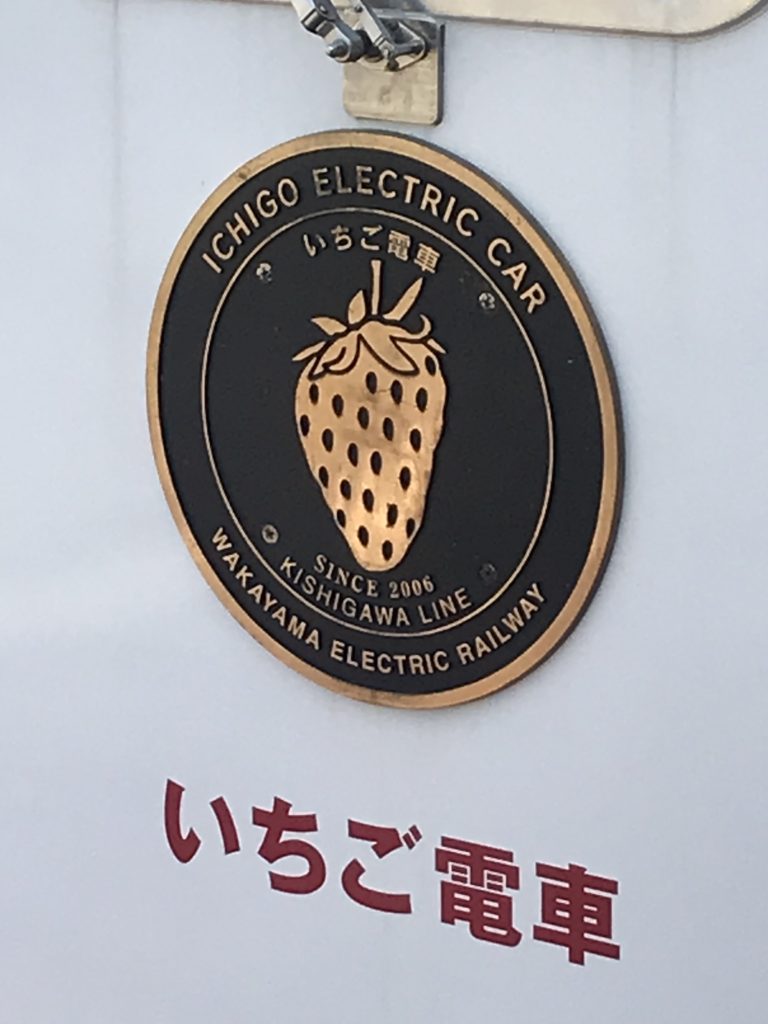 ICHIGO ELECTRIC CAR
いちご電車
SINCE 2006
KISHIGAWA LINE
WAKAYAMA ELECTRIC RAILWAY
いちご電車